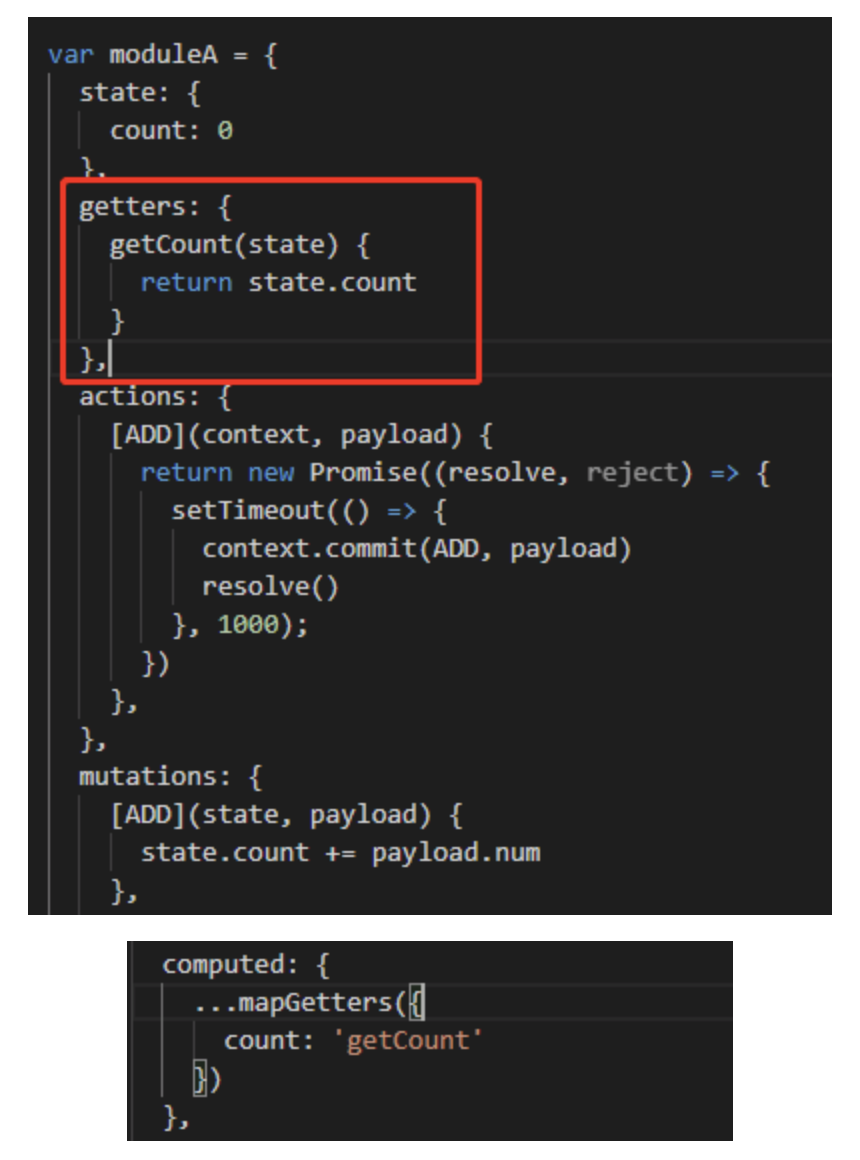 var moduleA = {
state: {
count: 0
},
getters: {
getCount(state) {
return state.count
}
},
actions: {
[ADD](context, payload) {
return new Promise((resolve, reject) => {
setTimeout(() => {
context.commit(ADD, payload)
resolve()
}, 1000);
})
},
},
mutations: {
[ADD](state, payload) {
state.count += payload.num
},
computed: {
...mapGetters({
count: 'getCount'
})
},